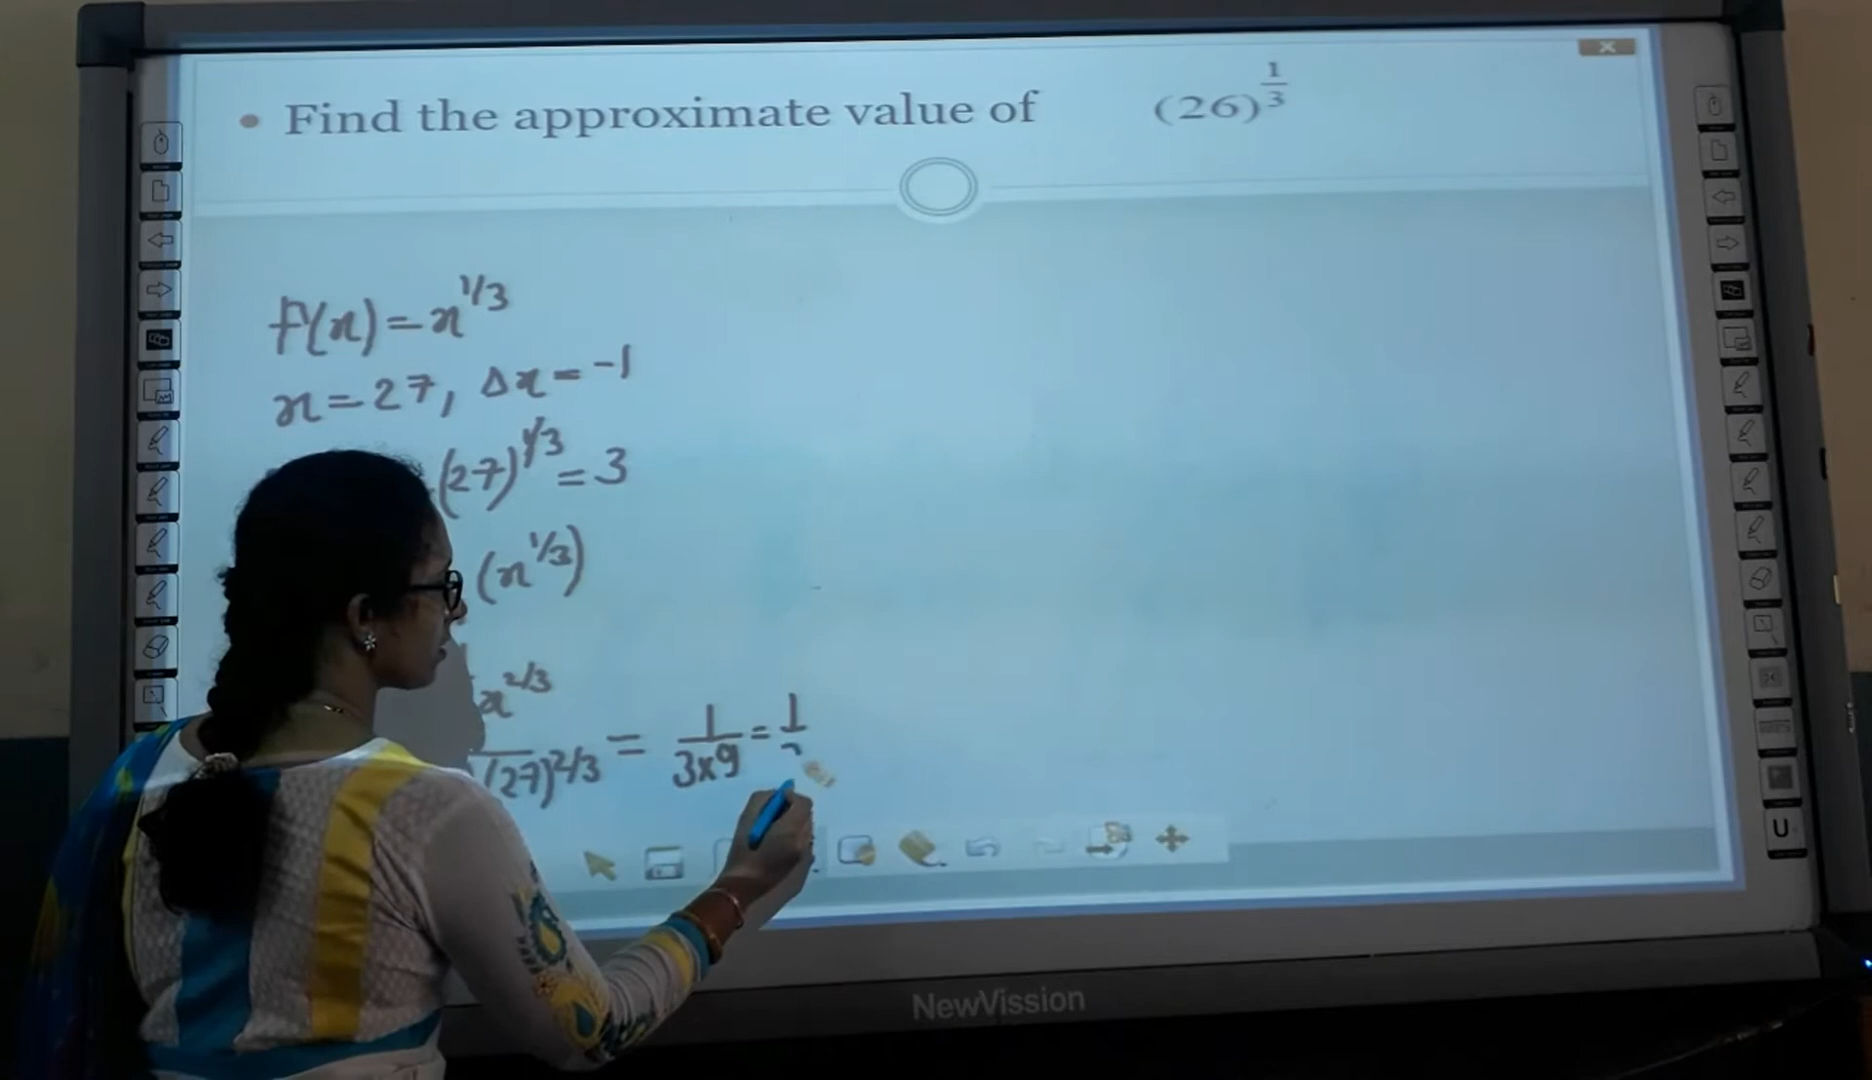 • Find the approximate value of (26)^{1/3}
f(x) = x^{1/3}
x = 27, Δx = -1
(27)^{1/3} = 3
(x^{1/3})
x^{2/3}
(27)^{2/3} = 1/(3x9) = 1/
U
NewVission